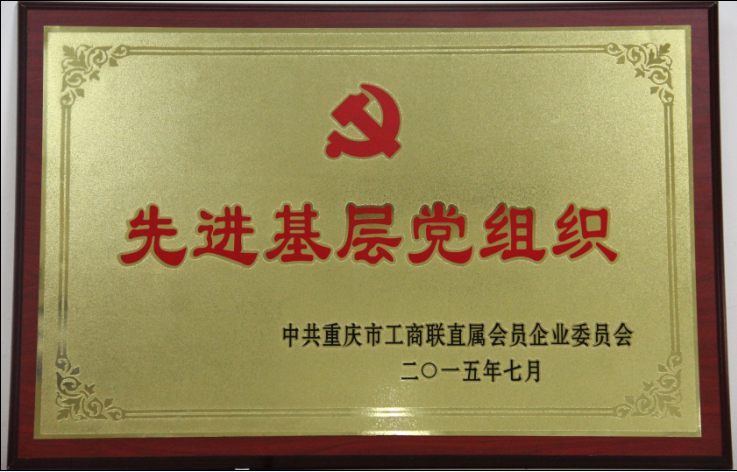 先进基层党组织
中共重庆市工商联直属会员企业委员会
二〇一五年七月